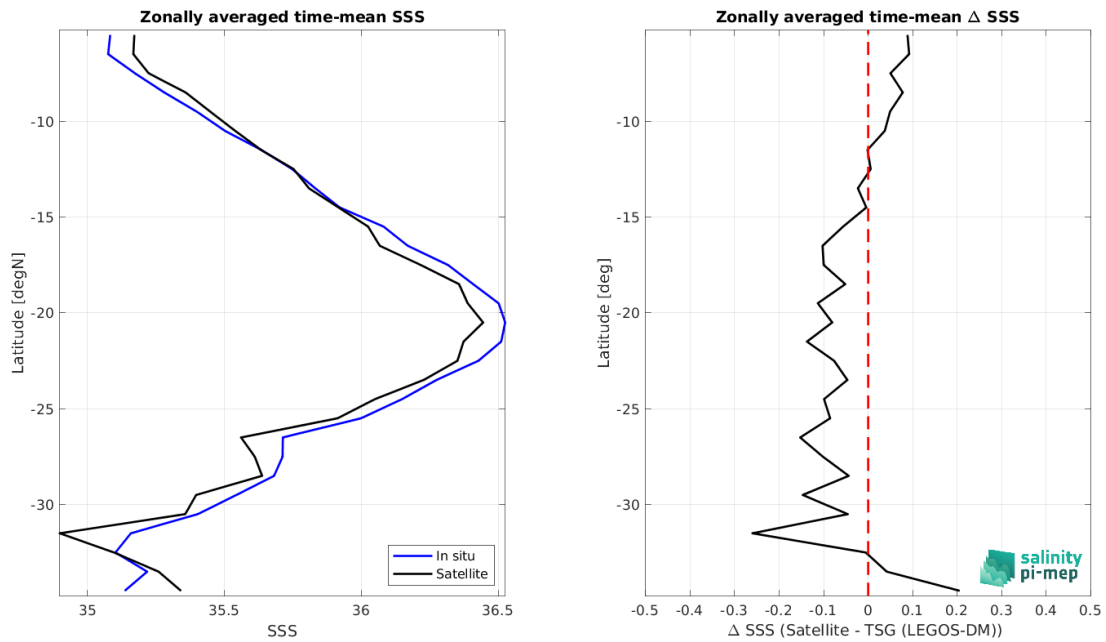 Zonally averaged time-mean SSS
-10
-15
-20
-25
-30
Latitude [degN]
35
35.5
36
36.5
SSS
In situ
Satellite
Zonally averaged time-mean Δ SSS
-10
-15
-20
-25
-30
Latitude [deg]
-0.5
-0.4
-0.3
-0.2
-0.1
0
0.1
0.2
0.3
0.4
0.5
Δ SSS (Satellite - TSG (LEGOS-DM))
salinity
pi-mep